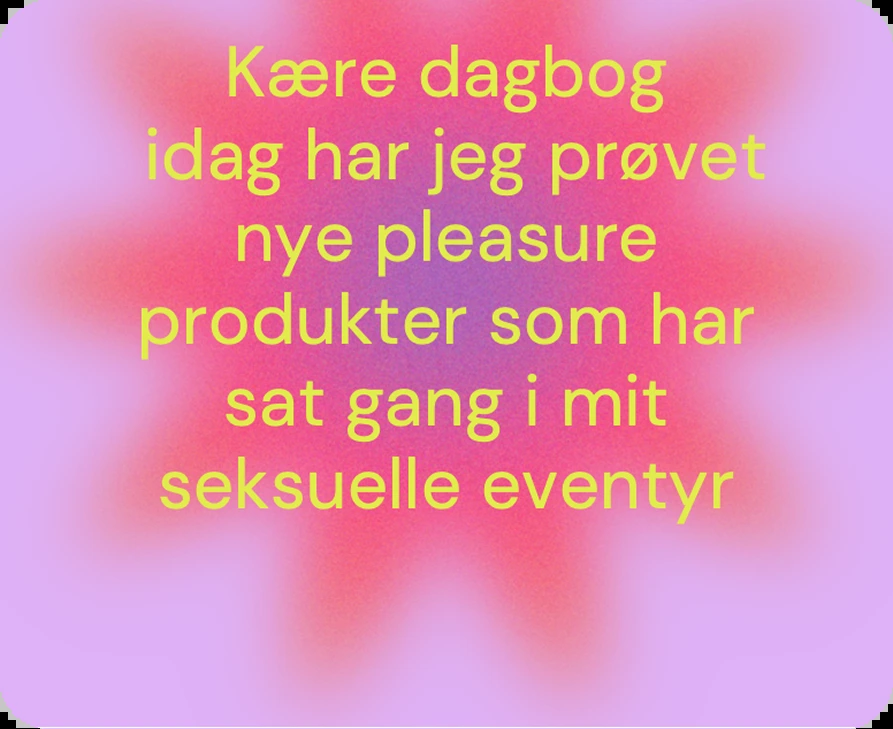 Kære dagbog
idag har jeg prøvet
nye pleasure
produkter som har
sat gang i mit
seksuelle eventyr